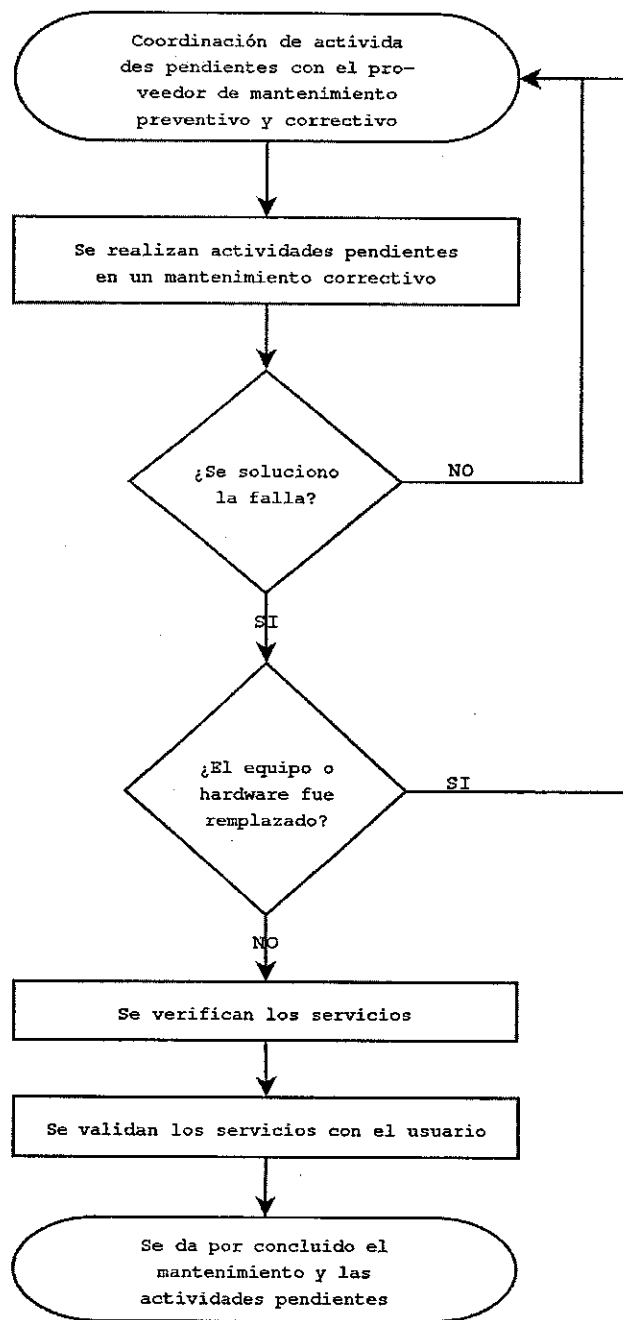 Coordinación de activida
des pendientes con el pro-
veedor de mantenimiento
preventivo y correctivo
Se realizan actividades pendientes
en un mantenimiento correctivo
¿Se soluciono
la falla?
NO
SI
¿El equipo o
hardware fue
remplazado?
SI
NO
Se verifican los servicios
Se validan los servicios con el usuario
Se da por concluido el
mantenimiento y las
actividades pendientes